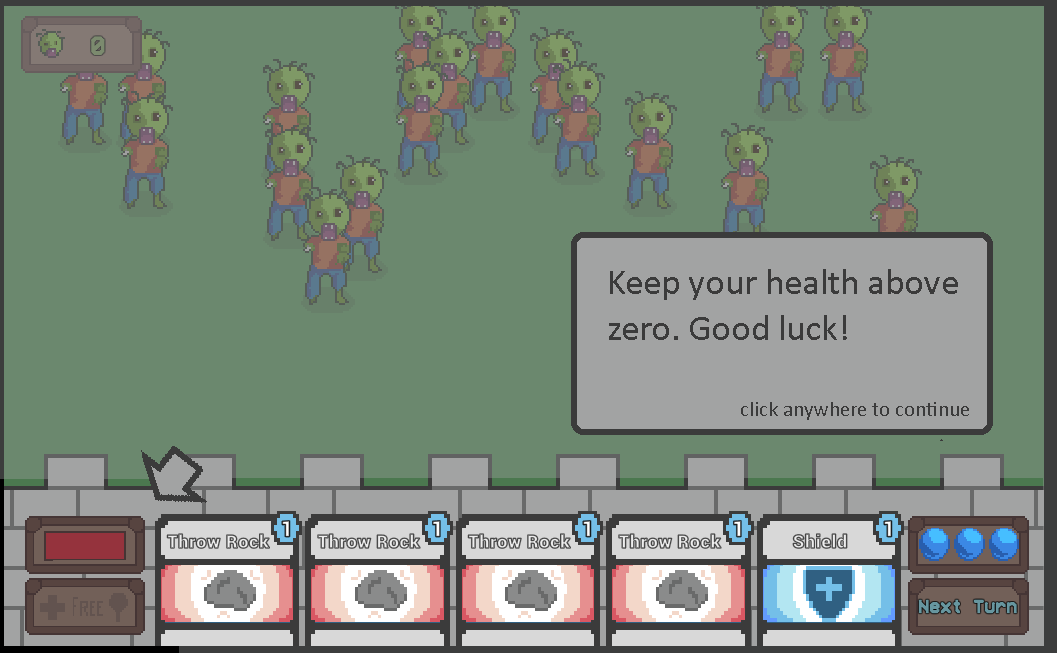 0
Keep your health above
zero. Good luck!
click anywhere to continue
1
1
1
1
1
Throw Rock
Throw Rock
Throw Rock
Throw Rock
Shield
Free
Next Turn